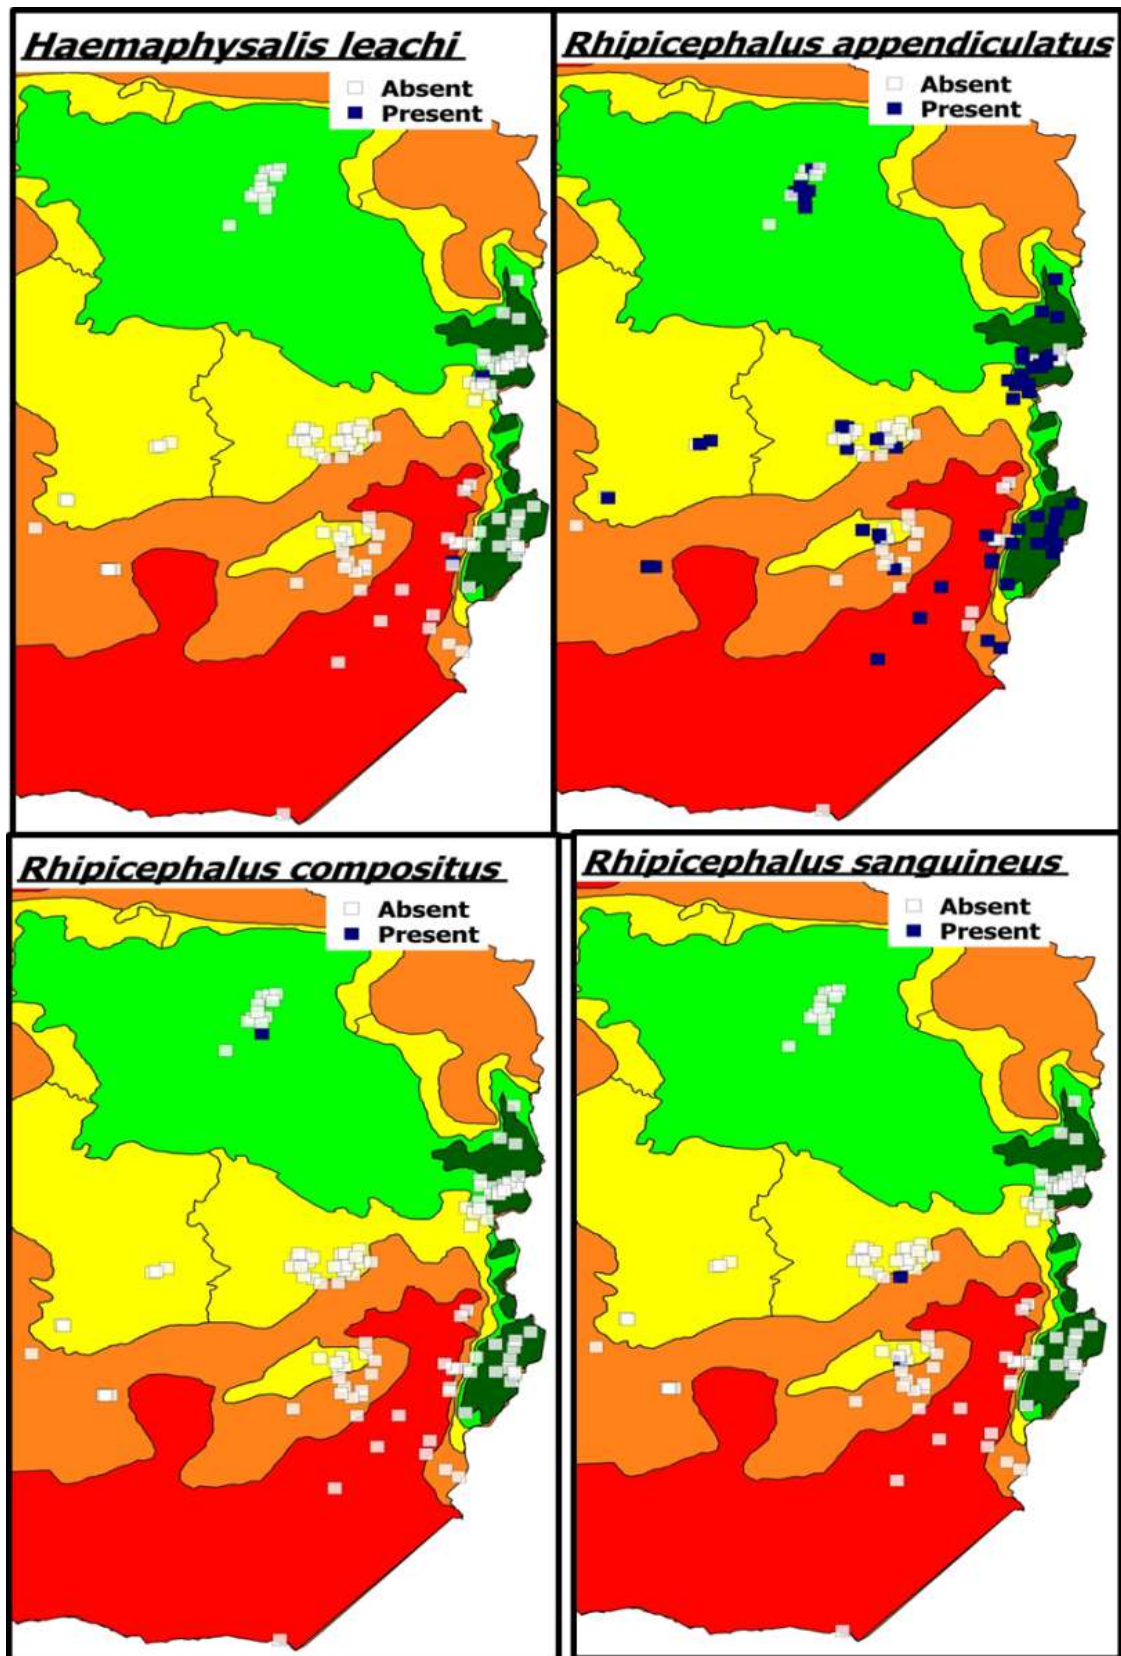 Haemaphysalis leachi
Absent
Present
Rhipicephalus appendiculatus
Absent
Present
Rhipicephalus compositus
Absent
Present
Rhipicephalus sanguineus
Absent
Present